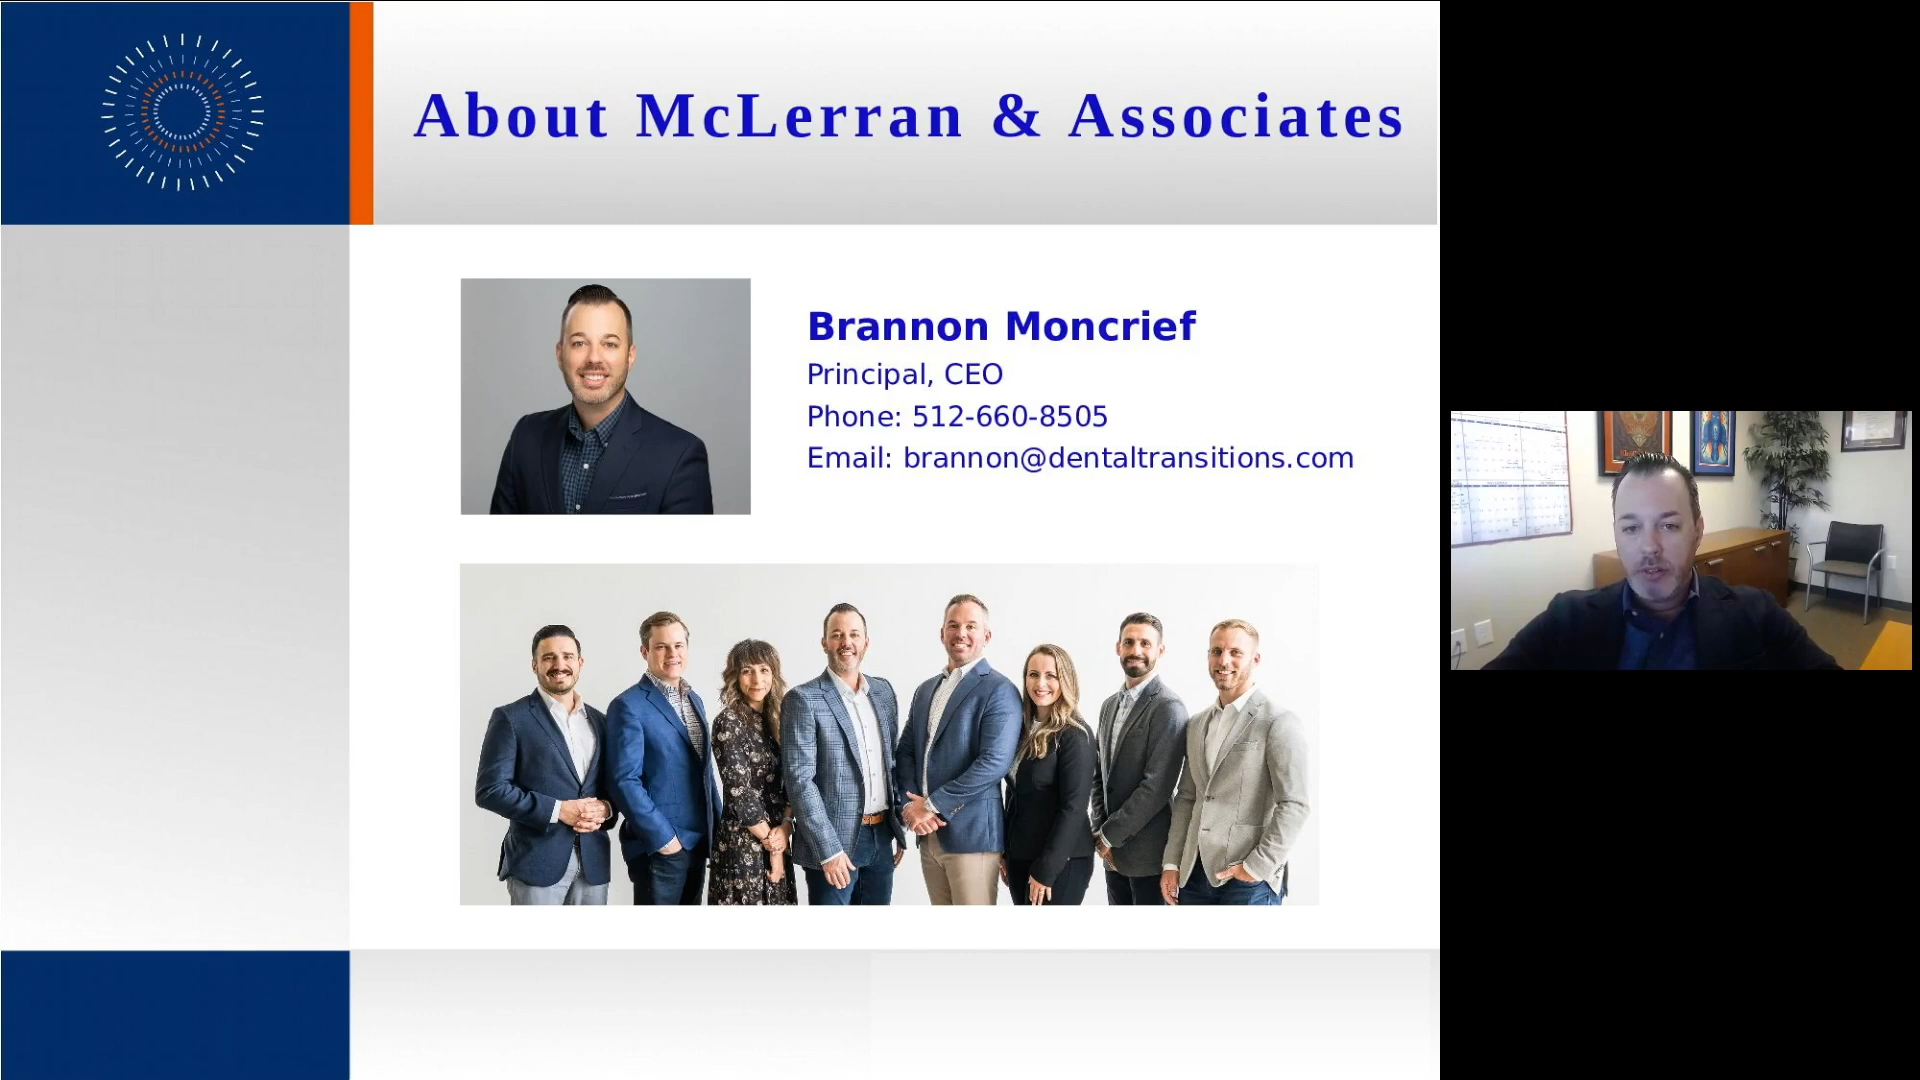 About McLerran & Associates
Brannon Moncrief
Principal, CEO
Phone: 512-660-8505
Email: brannon@dentaltransitions.com